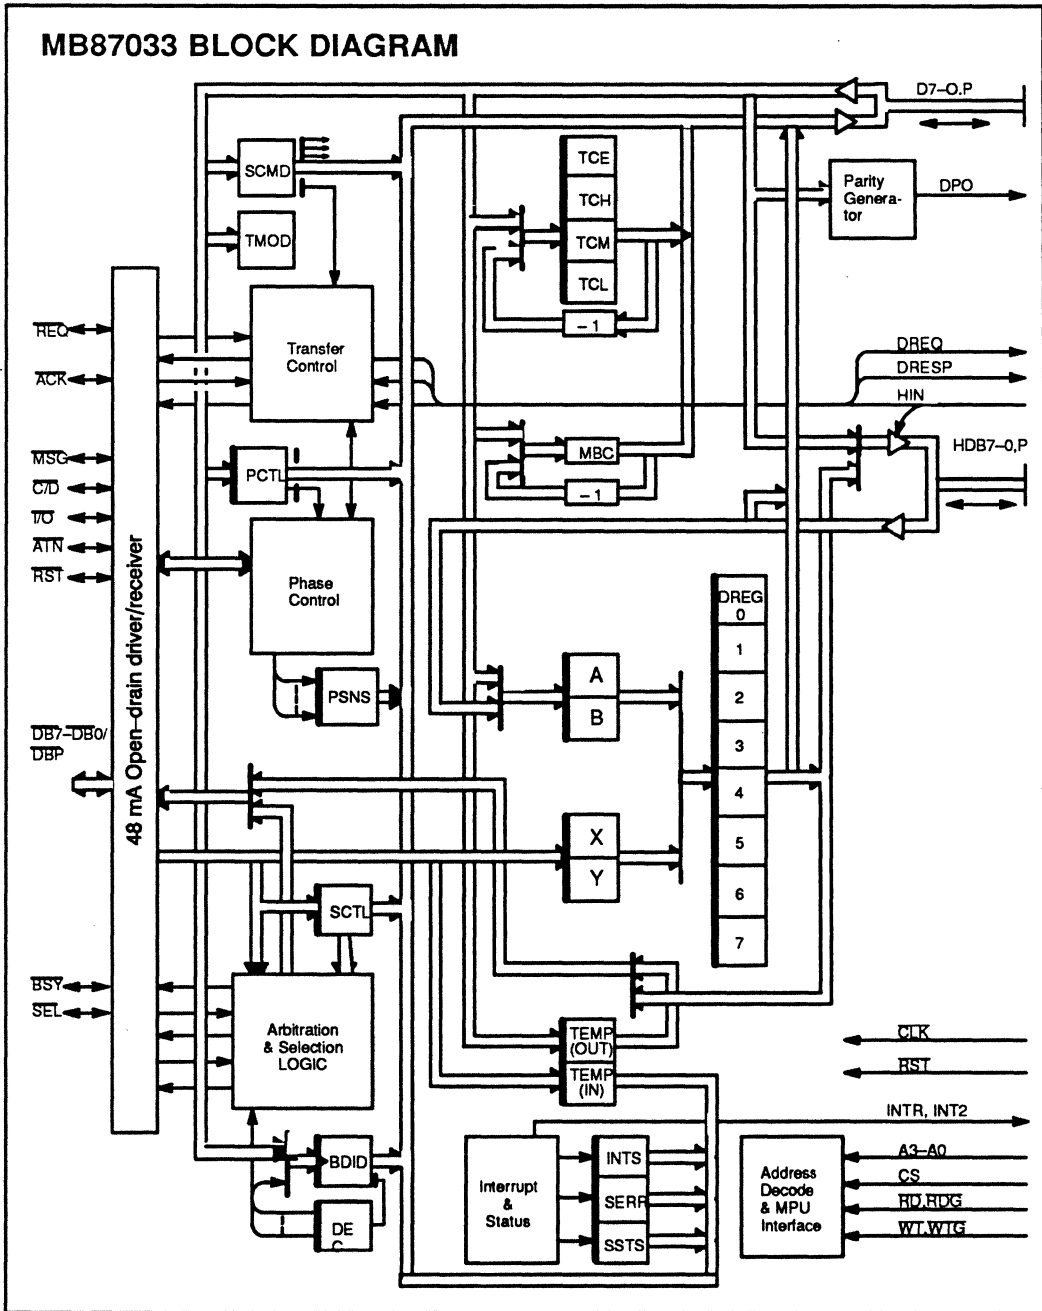 MB87033 BLOCK DIAGRAM
D7-O.P
SCMD
TCE
TCH
TCM
TCL
Parity
Genera-
tor
DPO
TMOD
- 1
REQ
ACK
Transfer
Control
DREQ
DRESP
HIN
MSG
C/D
I/O
ATN
RST
PCTL
MBC
- 1
HDB7-0,P
48 mA Open-drain driver/receiver
Phase
Control
DREG
0
1
2
3
4
5
6
7
PSNS
A
B
DB7-DB0/
DBP
X
Y
SCTL
BSY
SEL
Arbitration
& Selection
LOGIC
TEMP
(OUT)
TEMP
(IN)
CLK
RST
INTR, INT2
BDID
DE
C
Interrupt
&
Status
INTS
SERR
SSTS
Address
Decode
& MPU
Interface
A3-A0
CS
RD.RDG
WT.WTG